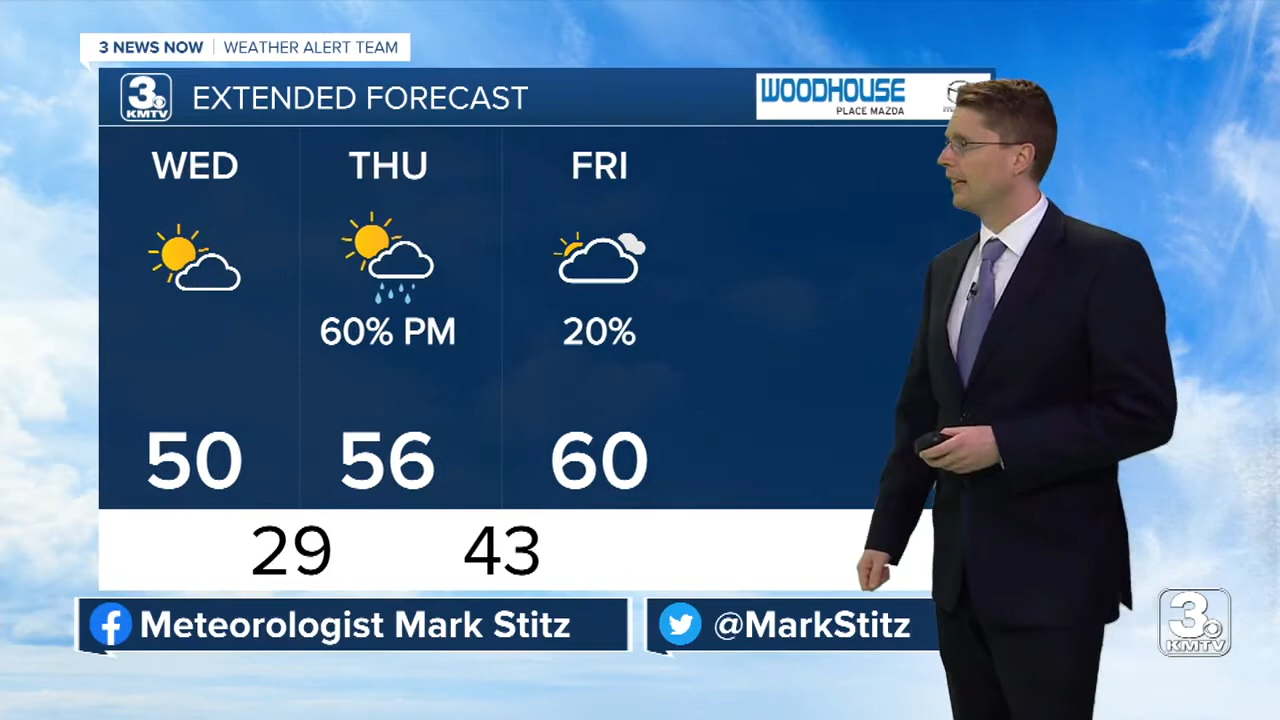 3 NEWS NOW | WEATHER ALERT TEAM
3 KMTV EXTENDED FORECAST
WOODHOUSE
PLACE MAZDA
WED THU FRI
60% PM 20%
50 56 60
29 43
Meteorologist Mark Stitz @MarkStitz
3 KMTV